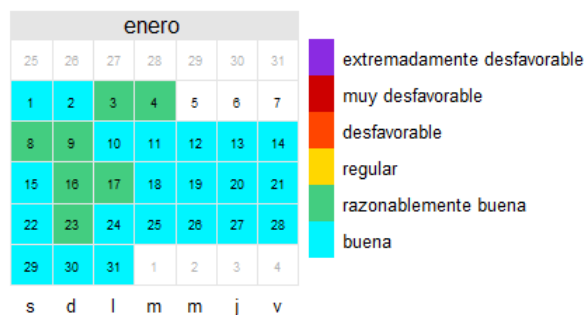 enero
25 26 27 28 29 30 31
1 2 3 4 5 6 7
8 9 10 11 12 13 14
15 16 17 18 19 20 21
22 23 24 25 26 27 28
29 30 31 1 2 3 4
s d l m m j v
extremadamente desfavorable
muy desfavorable
desfavorable
regular
razonablemente buena
buena